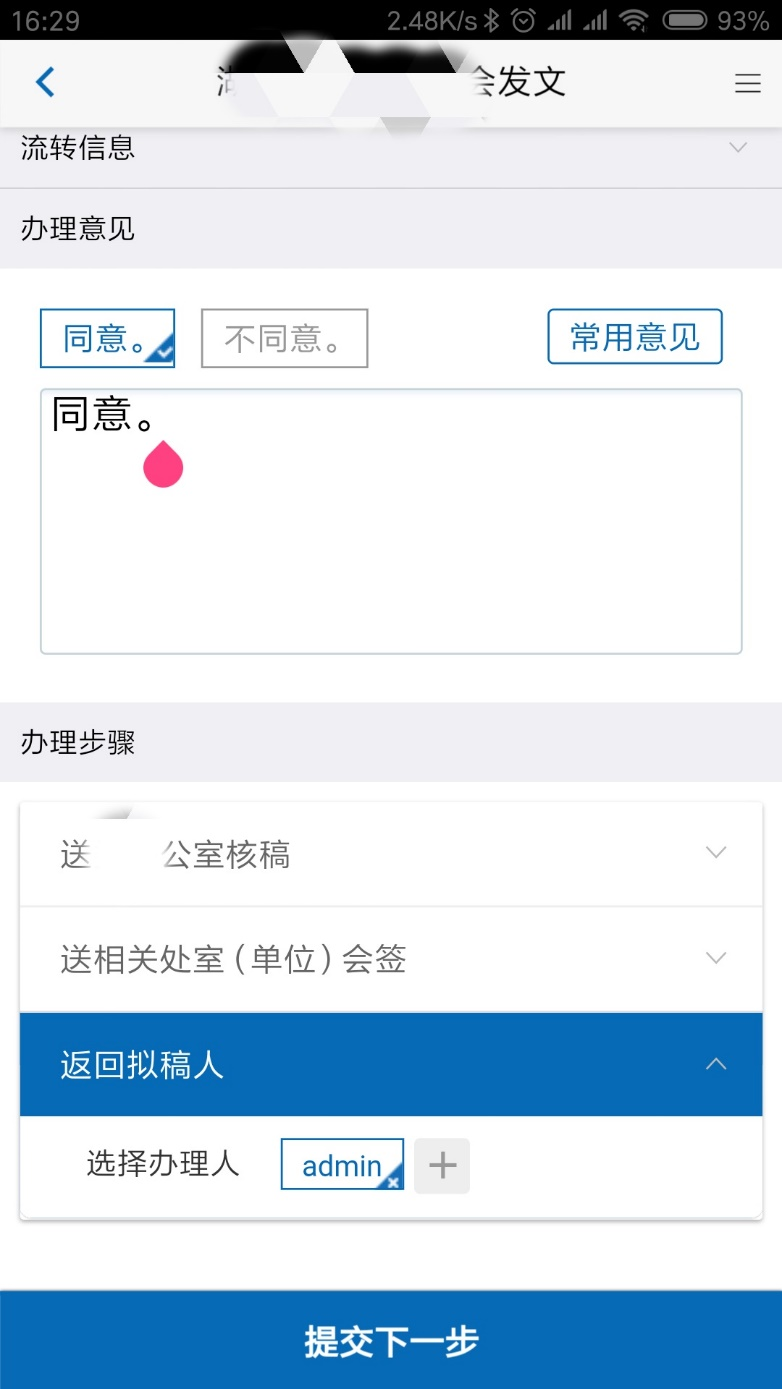 16:29 2.48K/s 93%
会发文
流转信息
办理意见
同意。 不同意。 常用意见
同意。
办理步骤
送 公室核稿
送相关处室(单位)会签
返回拟稿人
选择办理人 admin
提交下一步